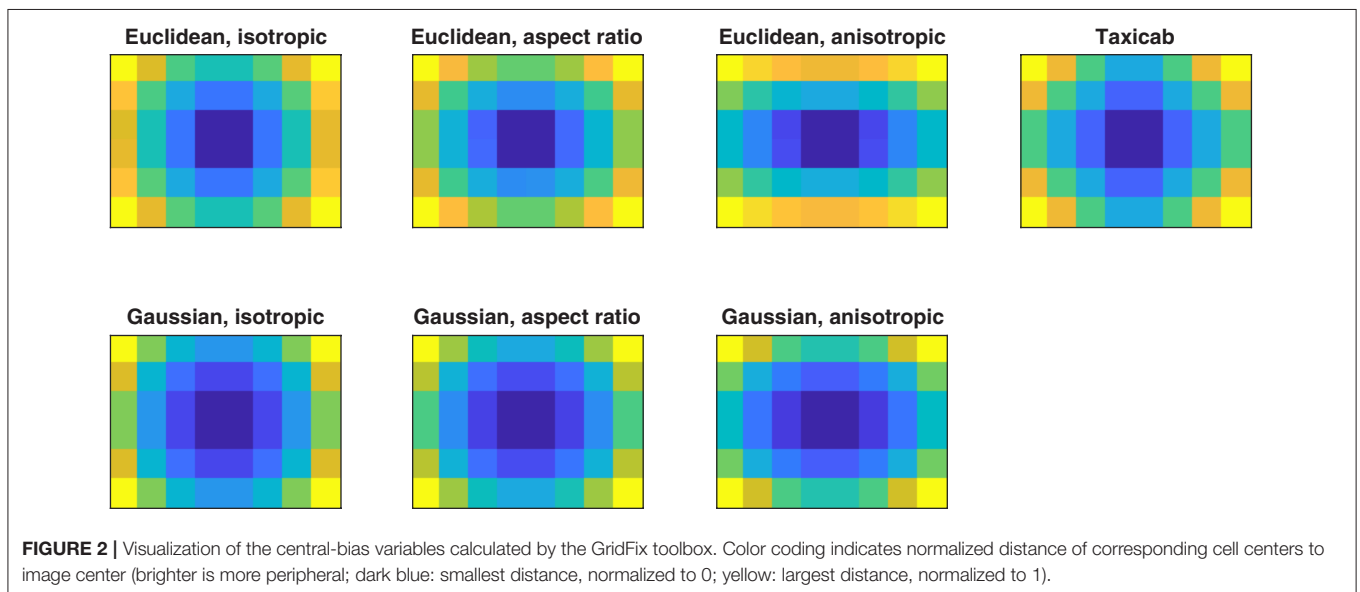 Euclidean, isotropic
Euclidean, aspect ratio
Euclidean, anisotropic
Taxicab
Gaussian, isotropic
Gaussian, aspect ratio
Gaussian, anisotropic
FIGURE 2 | Visualization of the central-bias variables calculated by the GridFix toolbox. Color coding indicates normalized distance of corresponding cell centers to
image center (brighter is more peripheral; dark blue: smallest distance, normalized to 0; yellow: largest distance, normalized to 1).